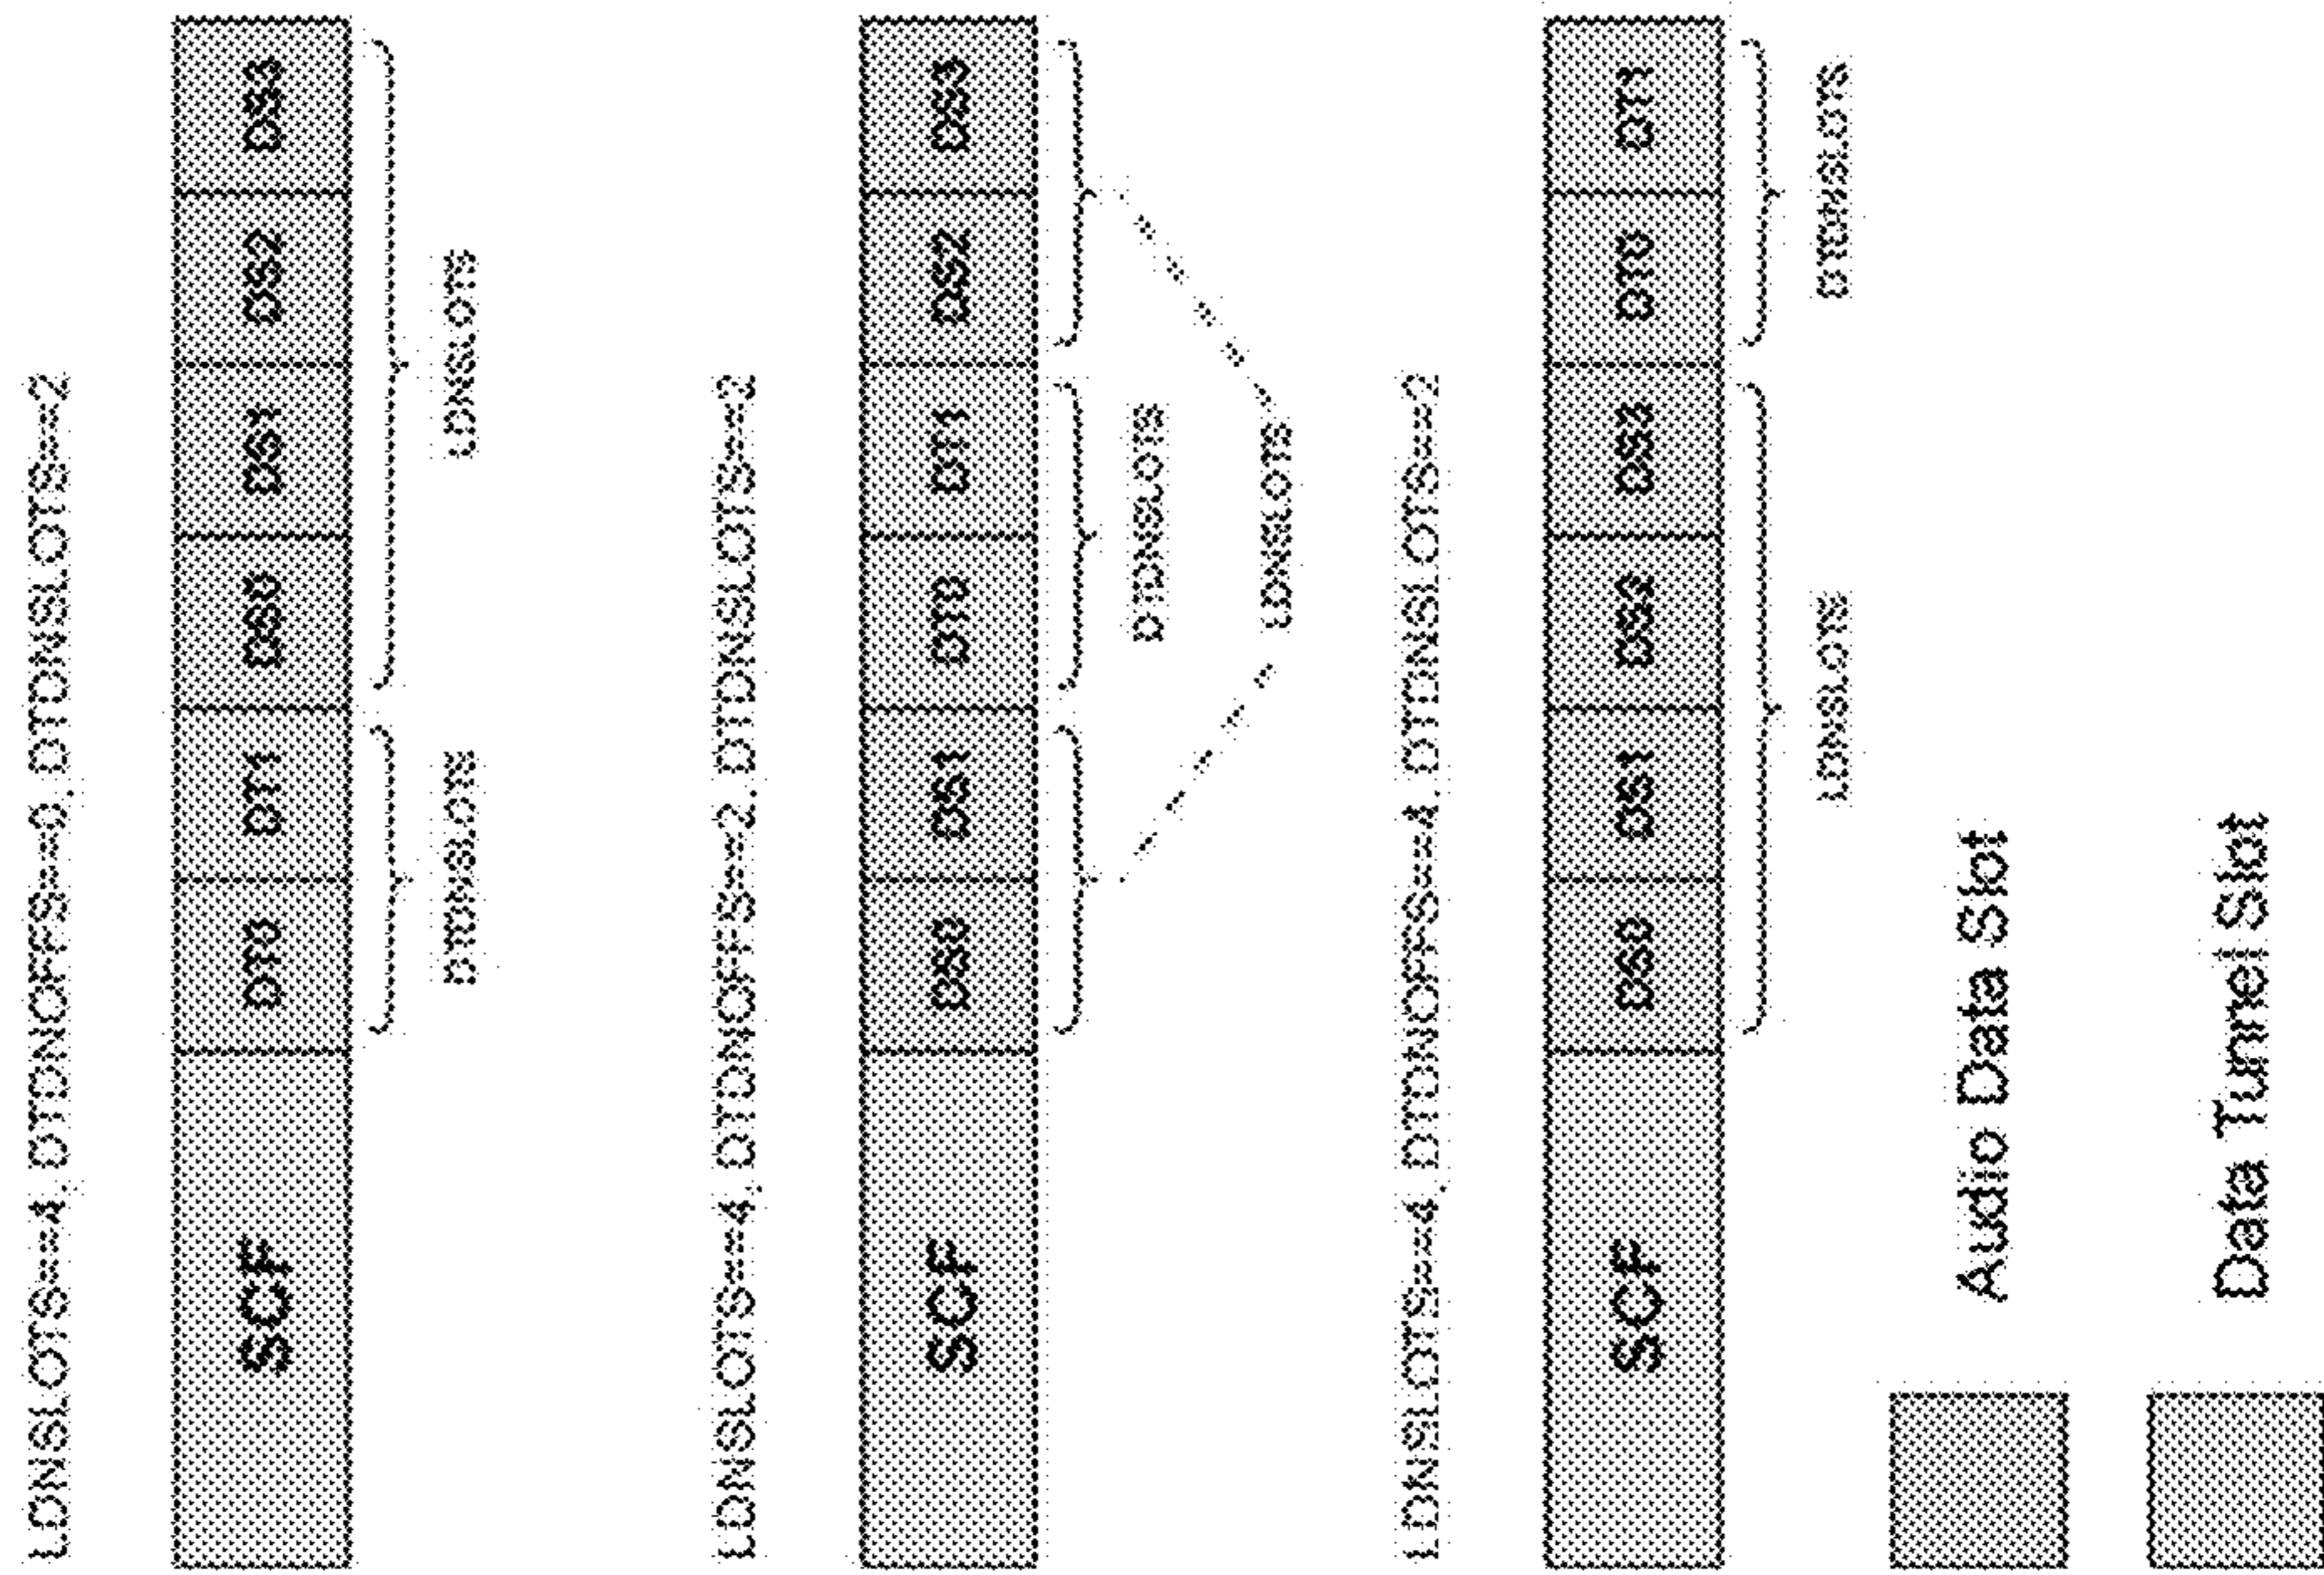 LDNSLOTS==4, DTDNOFFS==0, DTDNSLOTS==2
SCF DT0 DT1 DS0 DS1 DS2 DS3
DTDNSLOTS LDNSLOTS
LDNSLOTS==4, DTDNOFFS==2, DTDNSLOTS==2
SCF DS0 DS1 DT0 DT1 DS2 DS3
DTDNSLOTS
LDNSLOTS
LDNSLOTS==4, DTDNOFFS==4, DTDNSLOTS==2
SCF DS0 DS1 DS3 DS3 DT0 DT1
LDNSLOTS DTDNSLOTS
Audio Data Slot
Data Tunnel Slot